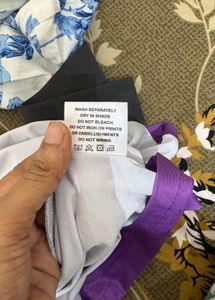 WASH SEPARATELY
DRY IN SHADE
DO NOT BLEACH
DO NOT IRON ON PRINTS
OR EMBELLISHMENTS
DO NOT WRING